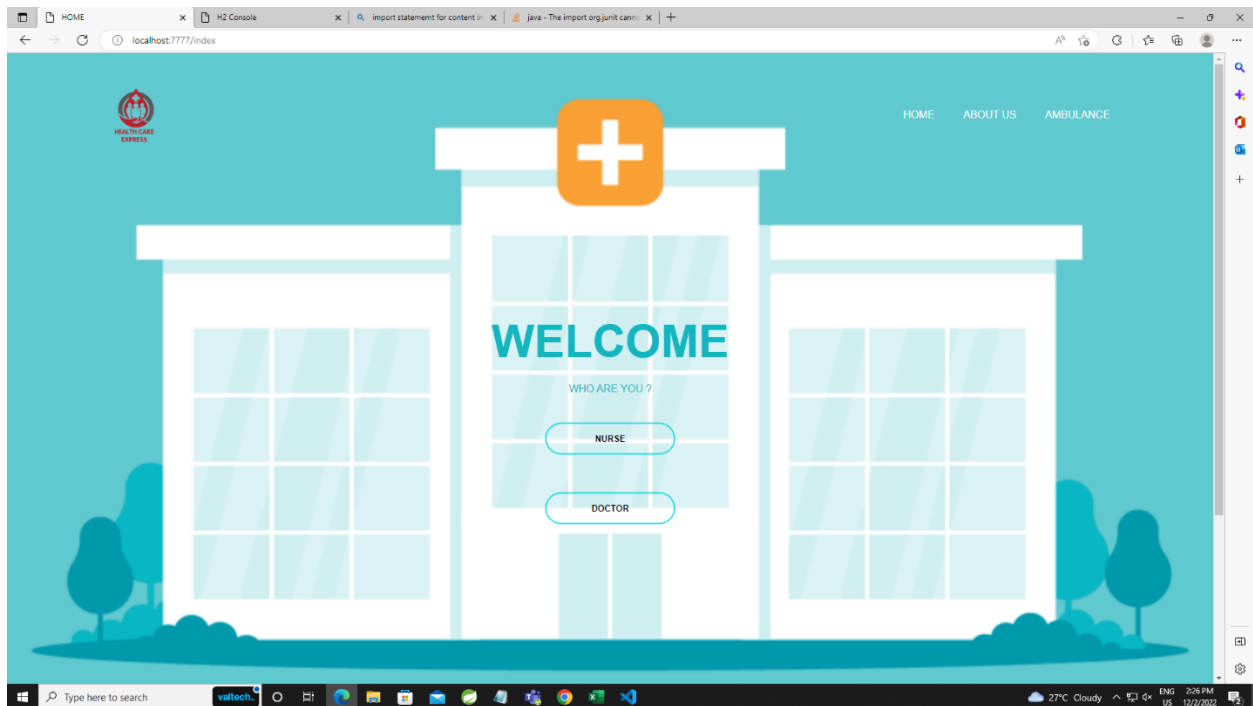 HOME
H2 Console
import statememt for content in
java - The import org.junit canno
localhost:7777/index
HEALTH CARE
EXPRESS
HOME ABOUT US AMBULANCE
WELCOME
WHO ARE YOU ?
NURSE
DOCTOR
Type here to search
valtech.
27°C Cloudy
ENG
US
2:26 PM
12/2/2022